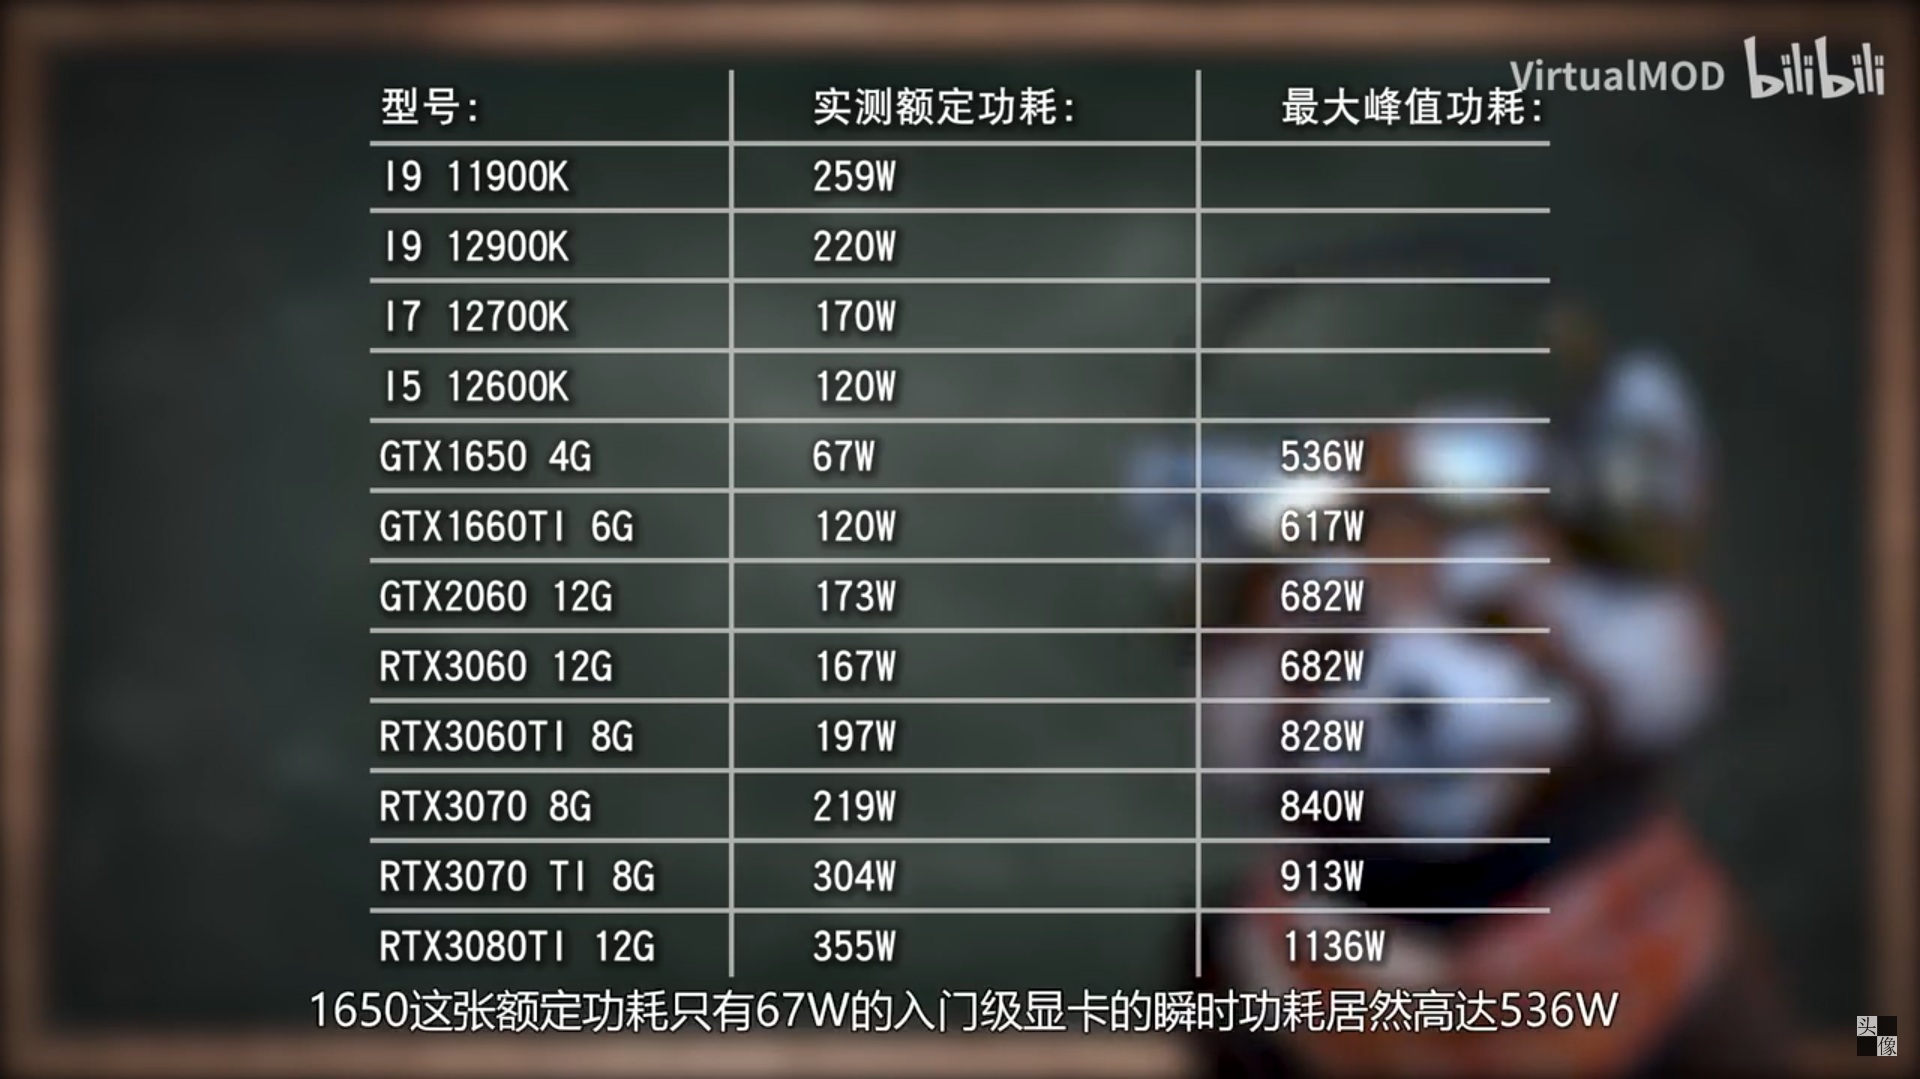 VirtualMOD bilibili
型号: 实测额定功耗: 最大峰值功耗:
I9 11900K 259W
I9 12900K 220W
I7 12700K 170W
I5 12600K 120W
GTX1650 4G 67W 536W
GTX1660TI 6G 120W 617W
GTX2060 12G 173W 682W
RTX3060 12G 167W 682W
RTX3060TI 8G 197W 828W
RTX3070 8G 219W 840W
RTX3070 TI 8G 304W 913W
RTX3080TI 12G 355W 1136W
1650这张额定功耗只有67W的入门级显卡的瞬时功耗居然高达536W
头
像